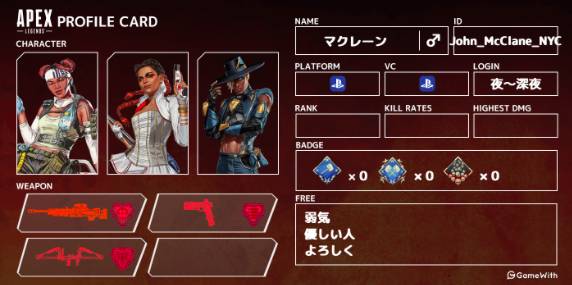 APEX
LEGENDS
PROFILE CARD
CHARACTER
WEAPON
NAME
マクレーン
♂
ID
John_McClane_NYC
PLATFORM
VC
LOGIN
夜〜深夜
RANK
KILL RATES
HIGHEST DMG
BADGE
×0
×0
×0
FREE
弱気
優しい人
よろしく
GameWith